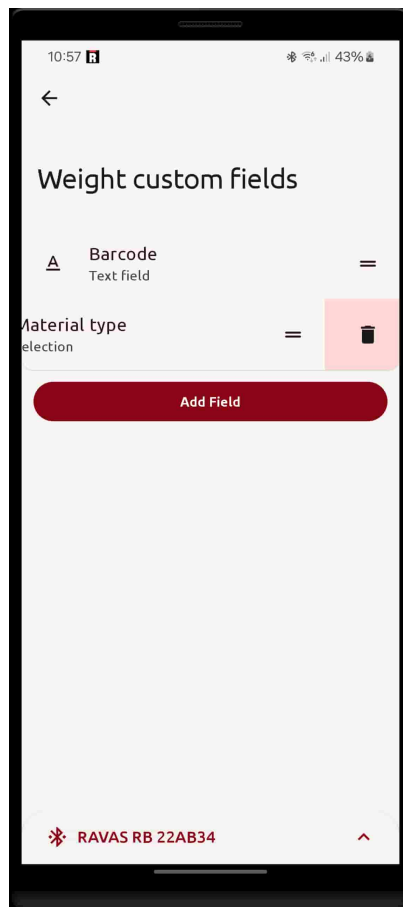 10:57 R 43%
Weight custom fields
A Barcode
Text field
Material type
election
Add Field
RAVAS RB 22AB34